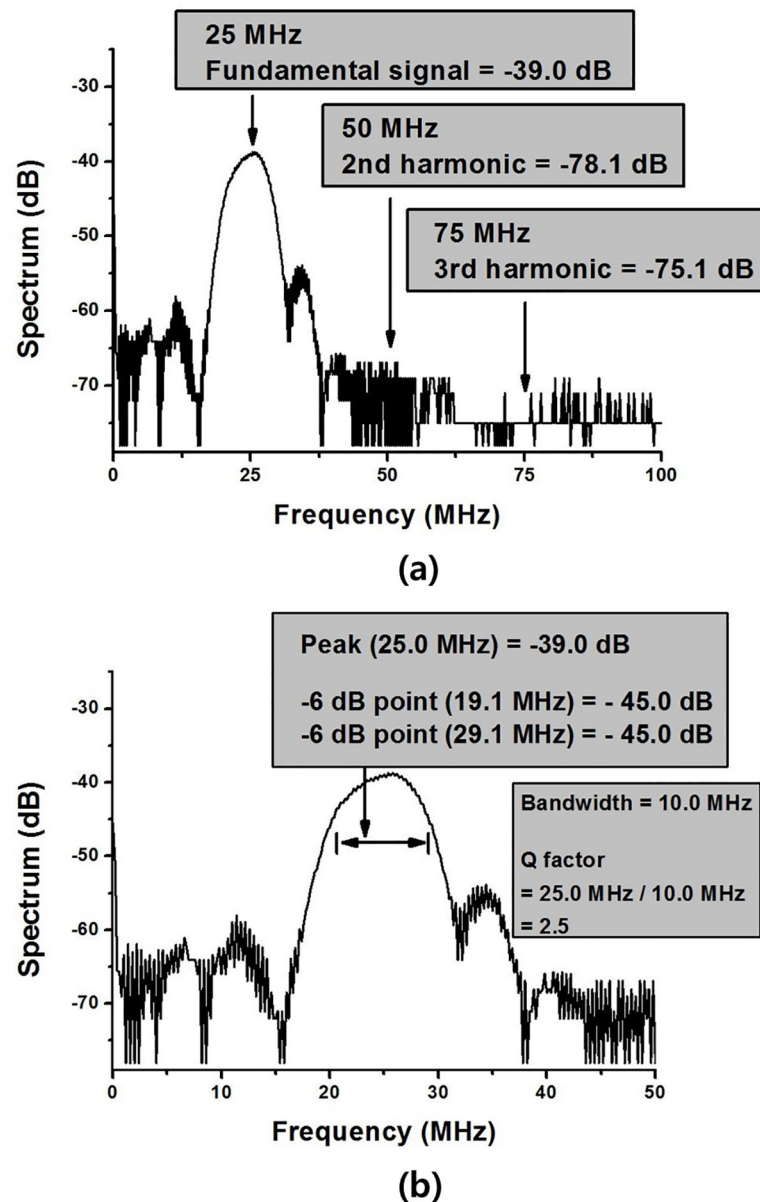 25 MHz
Fundamental signal = -39.0 dB
50 MHz
2nd harmonic = -78.1 dB
75 MHz
3rd harmonic = -75.1 dB
Spectrum (dB)
-25
-40
-50
-60
-70
0
25
50
75
100
Frequency (MHz)
(a)
Peak (25.0 MHz) = -39.0 dB
-6 dB point (19.1 MHz) = - 45.0 dB
-6 dB point (29.1 MHz) = - 45.0 dB
Bandwidth = 10.0 MHz
Q factor
= 25.0 MHz / 10.0 MHz
= 2.5
Spectrum (dB)
-30
-40
-50
-60
-70
0
10
20
30
40
50
Frequency (MHz)
(b)